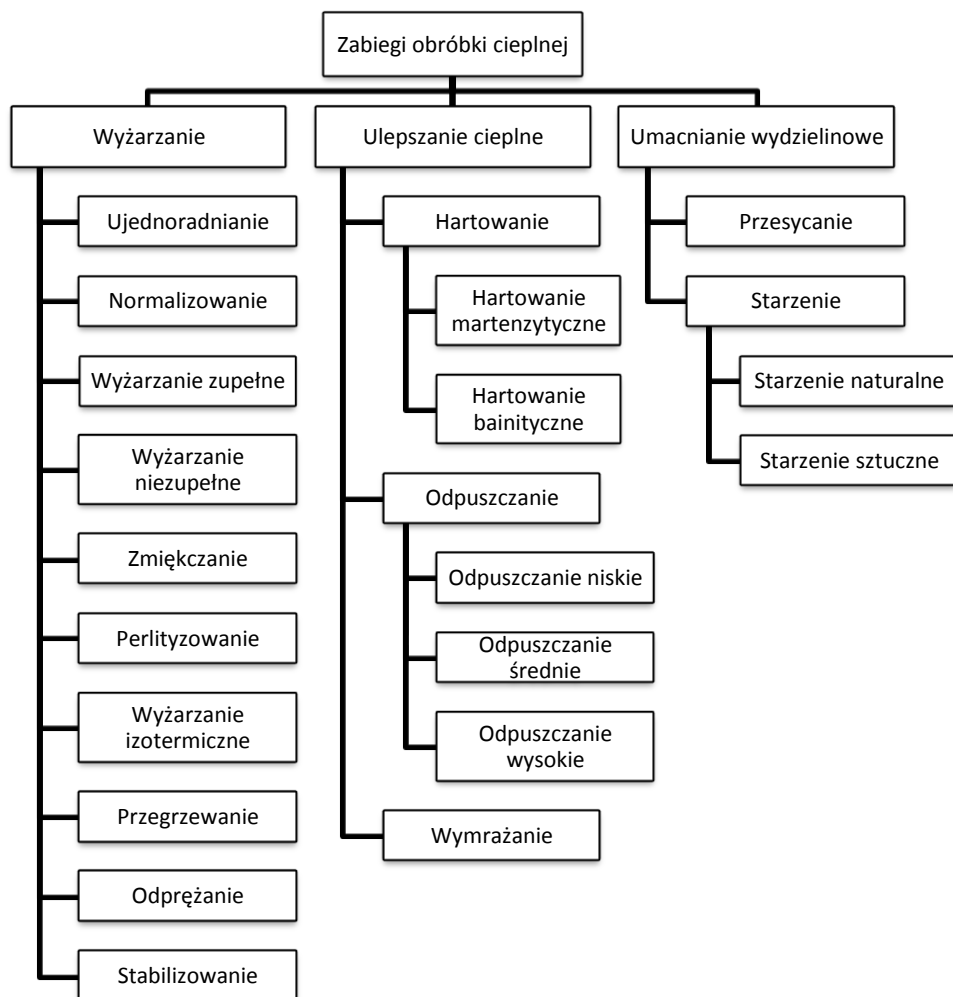 Zabiegi obróbki cieplnej
Wyżarzanie
Ujednoradnianie
Normalizowanie
Wyżarzanie zupełne
Wyżarzanie
niezupełne
Zmiękczanie
Perlityzowanie
Wyżarzanie
izotermiczne
Przegrzewanie
Odprężanie
Stabilizowanie
Ulepszanie cieplne
Hartowanie
Hartowanie
martenzytyczne
Hartowanie
bainityczne
Odpuszczanie
Odpuszczanie niskie
Odpuszczanie
średnie
Odpuszczanie
wysokie
Wymrażanie
Umacnianie wydzielinowe
Przesycanie
Starzenie
Starzenie naturalne
Starzenie sztuczne